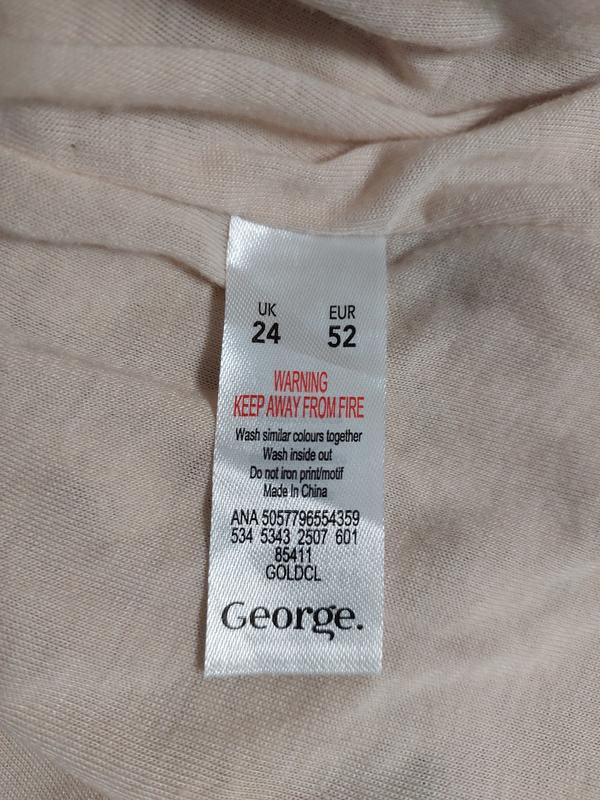 UK EUR
24 52
WARNING
KEEP AWAY FROM FIRE
Wash similar colours together
Wash inside out
Do not iron print/motif
Made In China
ANA 5057796554359
534 5343 2507 601
85411
GOLDCL
George.